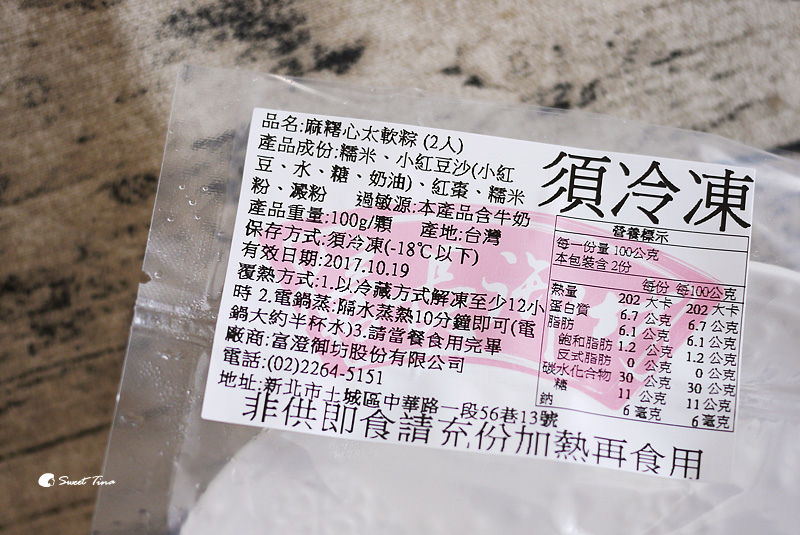 品名:麻糬心太軟粽 (2入)
產品成份:糯米、小紅豆沙(小紅
豆、水、糖、奶油)、紅棗、糯米
粉、澱粉 過敏源:本產品含牛奶
產品重量:100g/顆 產地:台灣
保存方式:須冷凍(-18℃以下)
有效日期:2017.10.19
覆熱方式:1.以冷藏方式解凍至少12小
時 2.電鍋蒸:隔水蒸熱10分鐘即可(電
鍋大約半杯水)3.請當餐食用完畢
廠商:富澄御坊股份有限公司
電話:(02)2264-5151
地址:新北市土城區中華路一段56巷13號
非供即食請充份加熱再食用
須冷凍
營養標示
每一份量 100公克
本包裝含 2份
每份 每100公克
熱量 202 大卡 202 大卡
蛋白質 6.7 公克 6.7 公克
脂肪 6.1 公克 6.1 公克
飽和脂肪 1.2 公克 1.2 公克
反式脂肪 0 公克 0 公克
碳水化合物 30 公克 30 公克
糖 11 公克 11 公克
鈉 6 毫克 6 毫克
Sweet Tina